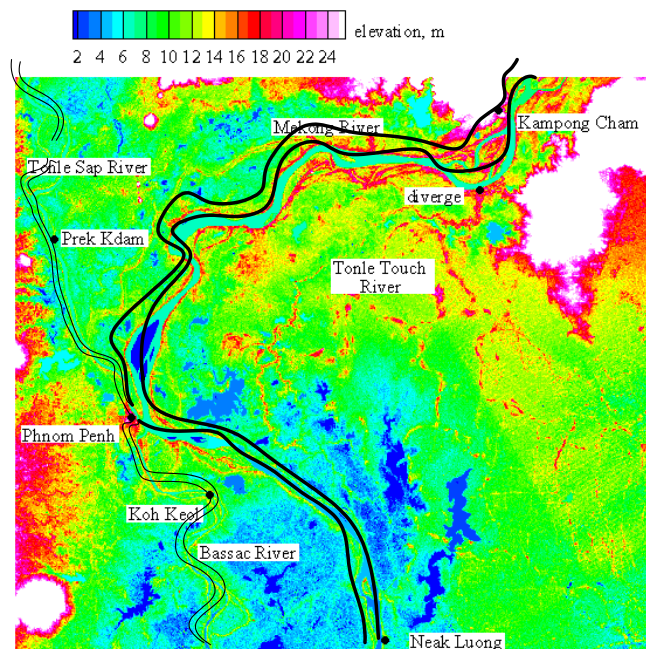 elevation, m
2 4 6 8 10 12 14 16 18 20 22 24
Mekong River
Kampong Cham
Tonle Sap River
diverge
Prek Kdam
Tonle Touch
River
Phnom Penh
Koh Keol
Bassac River
Neak Luong